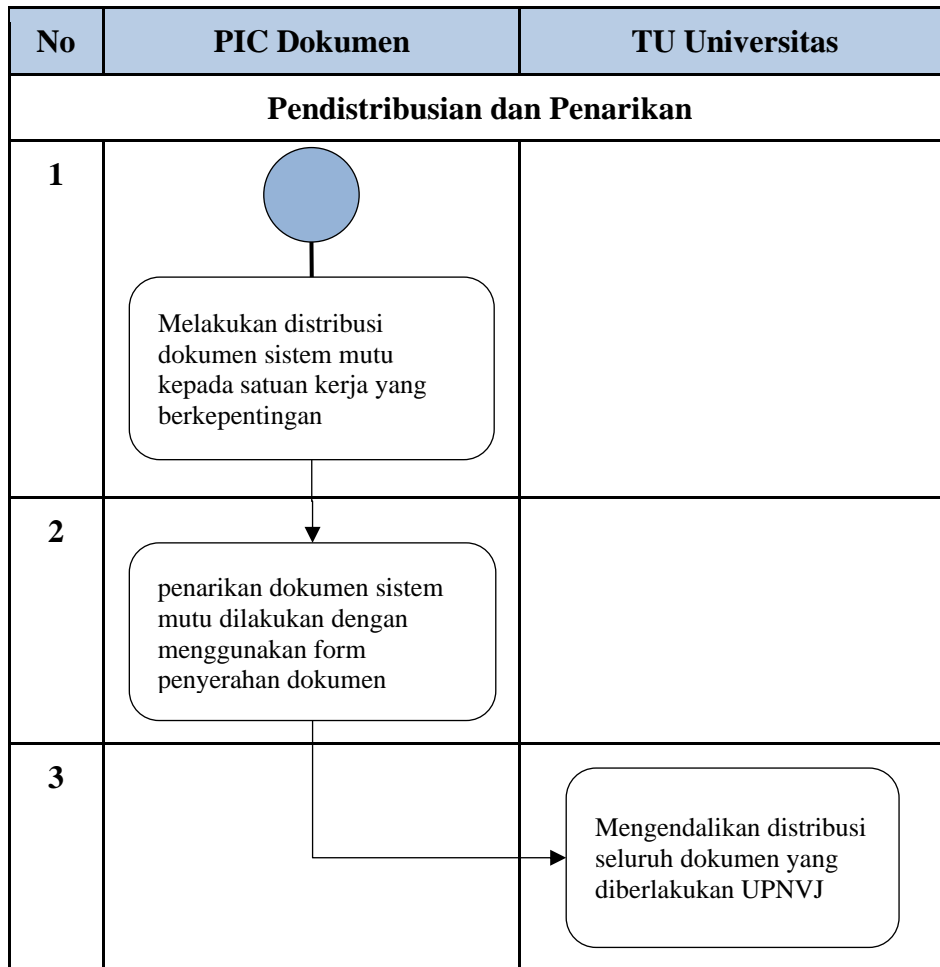 No PIC Dokumen TU Universitas
Pendistribusian dan Penarikan
1
Melakukan distribusi
dokumen sistem mutu
kepada satuan kerja yang
berkepentingan
2
penarikan dokumen sistem
mutu dilakukan dengan
menggunakan form
penyerahan dokumen
3
Mengendalikan distribusi
seluruh dokumen yang
diberlakukan UPNVJ